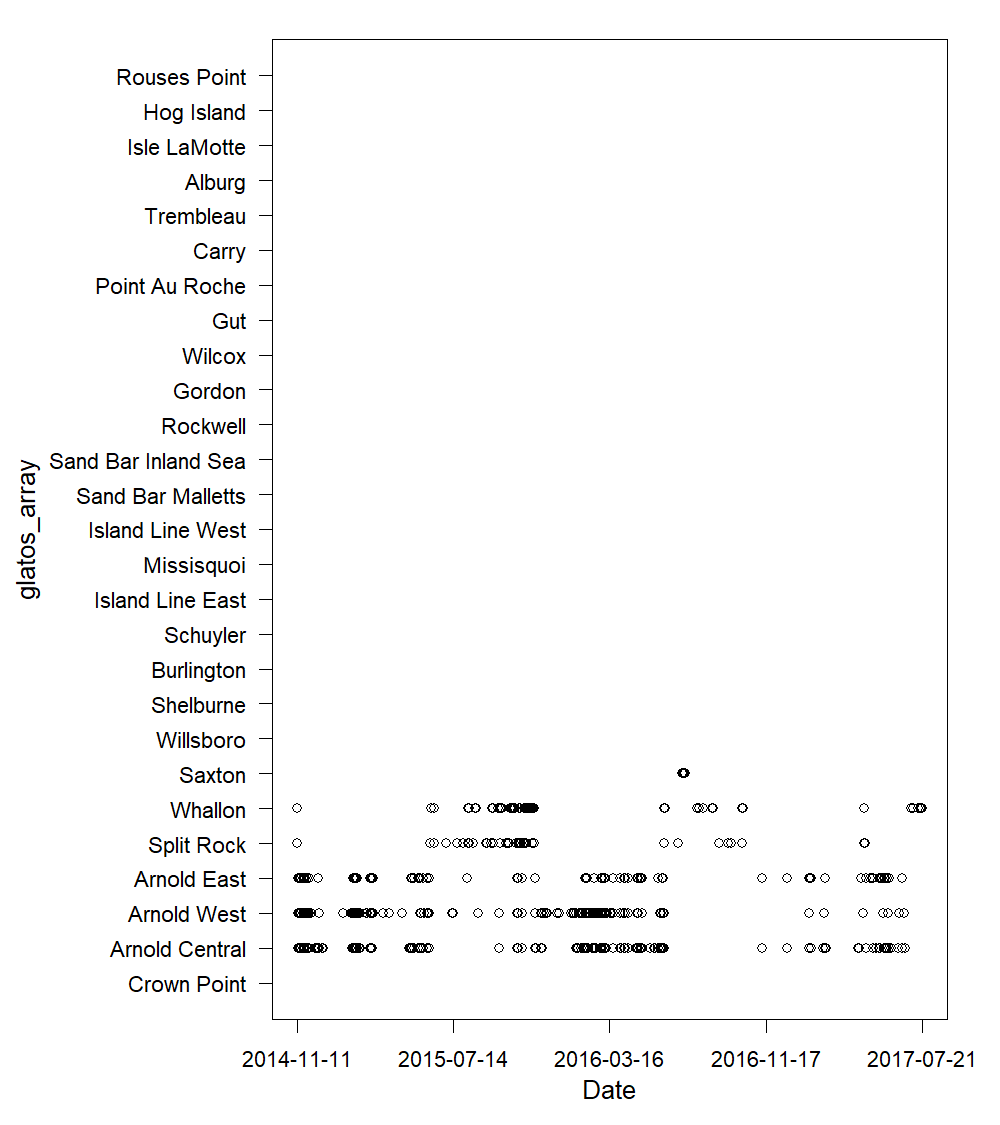 Rouses Point
Hog Island
Isle LaMotte
Alburg
Trembleau
Carry
Point Au Roche
Gut
Wilcox
Gordon
Rockwell
Sand Bar Inland Sea
Sand Bar Malletts
Island Line West
Missisquoi
Island Line East
Schuyler
Burlington
Shelburne
Willsboro
Saxton
Whallon
Split Rock
Arnold East
Arnold West
Arnold Central
Crown Point
glatos_array
2014-11-11 2015-07-14 2016-03-16 2016-11-17 2017-07-21
Date